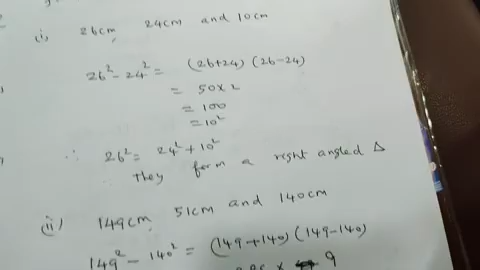 (i) 26cm, 24cm and 10cm
26² - 24² = (26+24) (26-24)
= 50 x 2
= 100
= 10²
∴ 26² = 24² + 10²
∴ They form a right angled Δ
(ii) 149cm, 51cm and 140cm
149² - 140² = (149+140) (149-140)
x 9